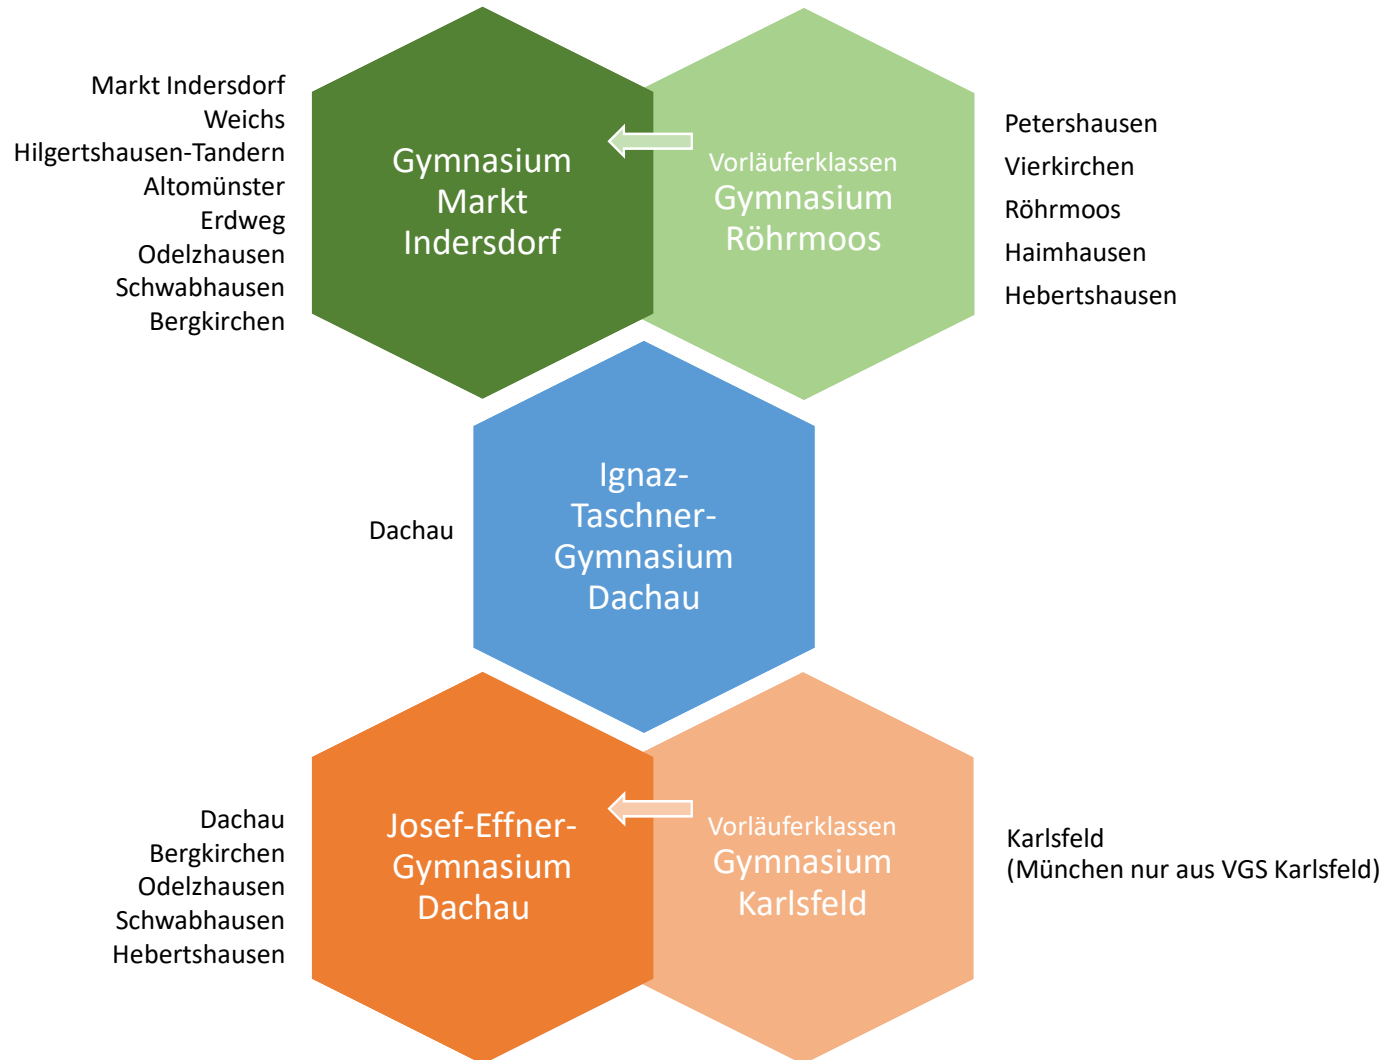 Markt Indersdorf
Weichs
Hilgertshausen-Tandern
Altomünster
Erdweg
Odelzhausen
Schwabhausen
Bergkirchen
Gymnasium
Markt
Indersdorf
Vorläuferklassen
Gymnasium
Röhrmoos
Petershausen
Vierkirchen
Röhrmoos
Haimhausen
Hebertshausen
Dachau
Ignaz-
Taschner-
Gymnasium
Dachau
Dachau
Bergkirchen
Odelzhausen
Schwabhausen
Hebertshausen
Josef-Effner-
Gymnasium
Dachau
Vorläuferklassen
Gymnasium
Karlsfeld
Karlsfeld
(München nur aus VGS Karlsfeld)